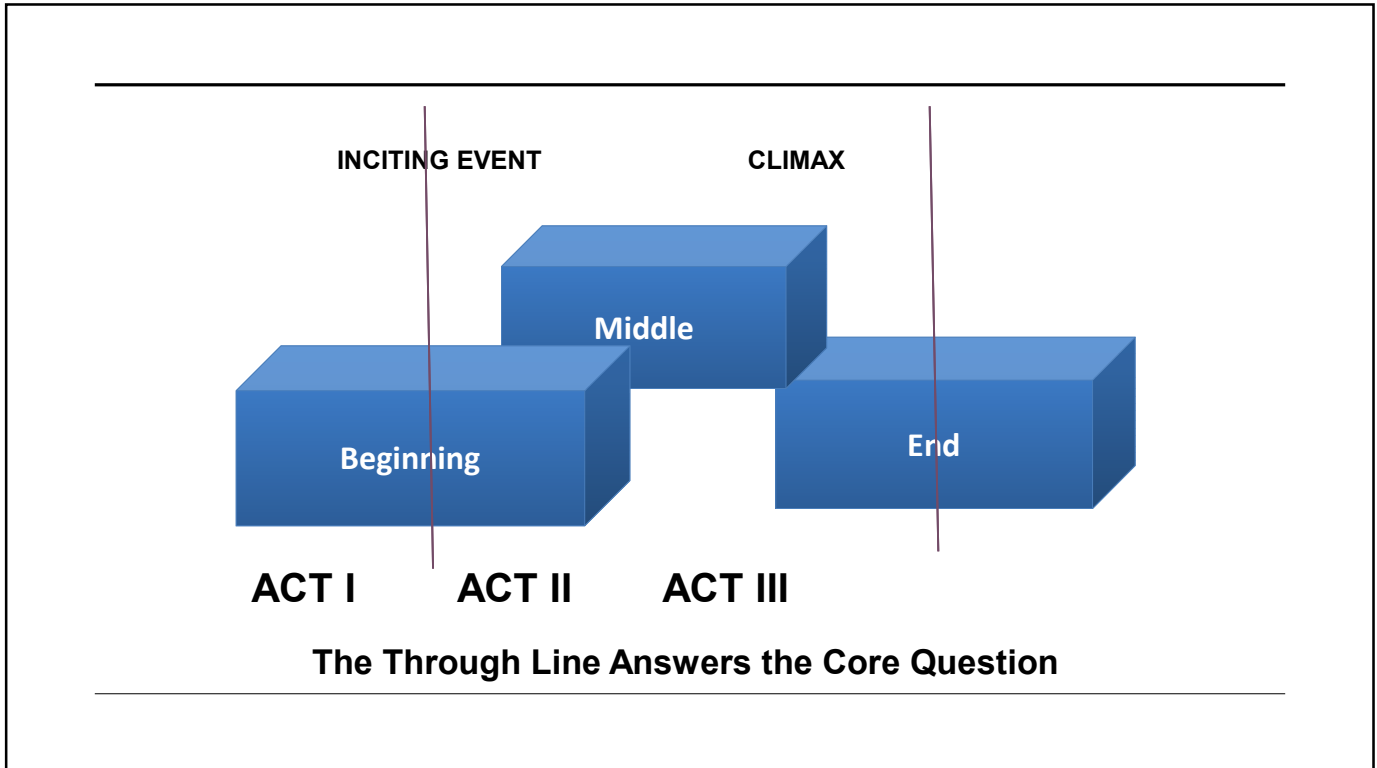 INCITING EVENT CLIMAX
Middle
Beginning
End
ACT I ACT II ACT III
The Through Line Answers the Core Question